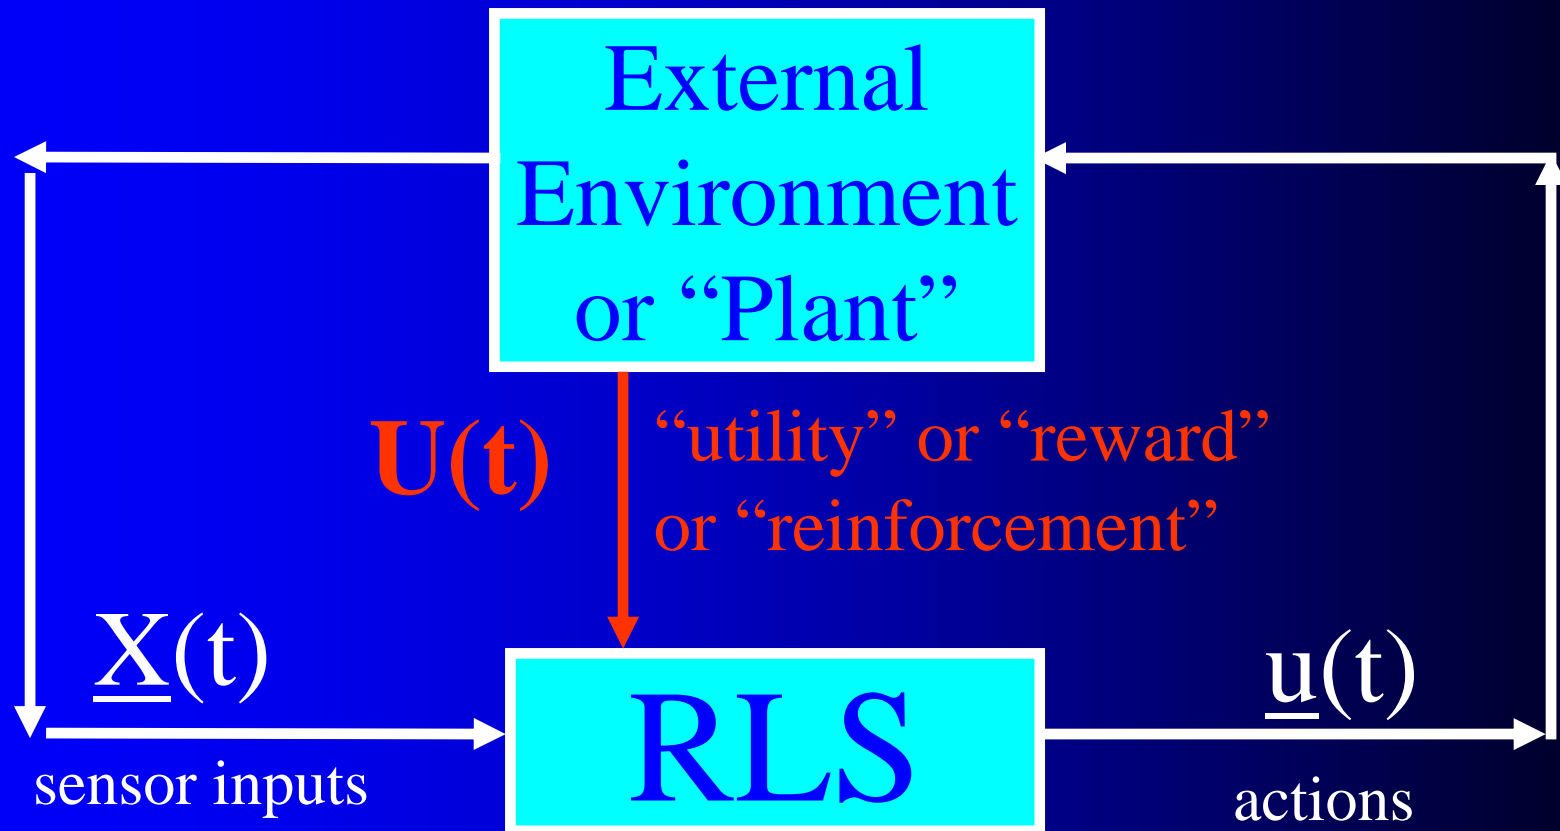 External
Environment
or “Plant”
U(t)
“utility” or “reward”
or “reinforcement”
X(t)
u(t)
RLS
sensor inputs
actions